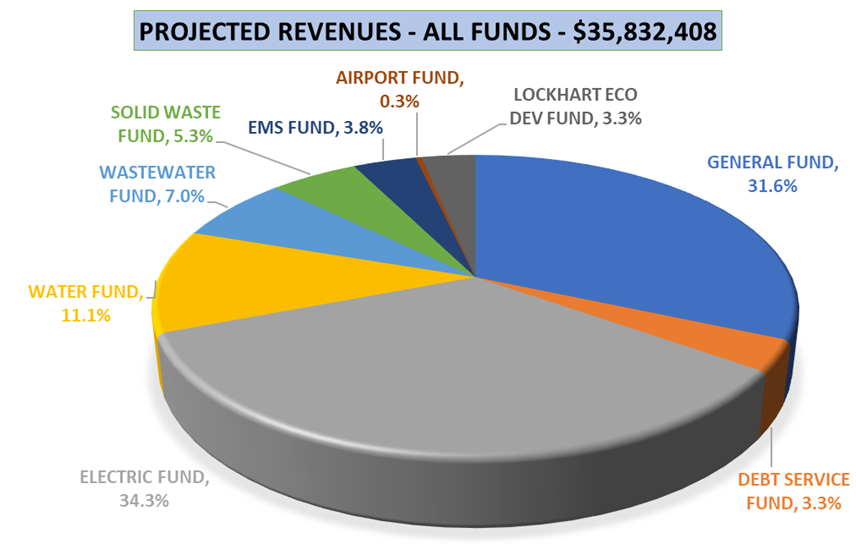 PROJECTED REVENUES - ALL FUNDS - $35,832,408
AIRPORT FUND,
0.3%
LOCKHART ECO
DEV FUND, 3.3%
SOLID WASTE
FUND, 5.3%
EMS FUND, 3.8%
GENERAL FUND,
31.6%
WASTEWATER
FUND, 7.0%
WATER FUND,
11.1%
ELECTRIC FUND,
34.3%
DEBT SERVICE
FUND, 3.3%